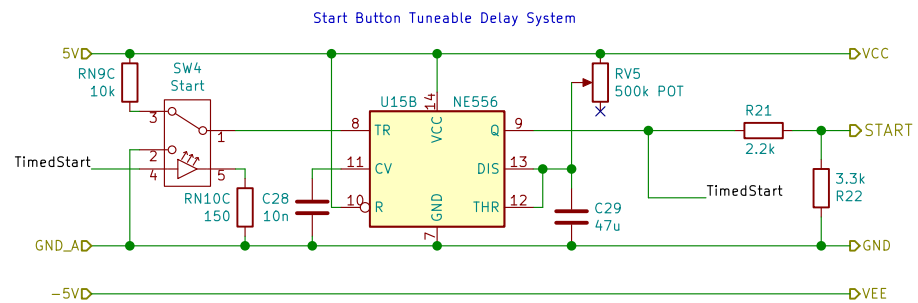 Start Button Tuneable Delay System
5V
VCC
RN9C
10k
SW4
Start
3
1
2
4
5
TimedStart
RN10C
150
C28
10n
U15B
NE556
14
VCC
8
TR
11
CV
10
R
Q
9
DIS
13
THR
12
GND
7
RV5
500k POT
C29
47u
TimedStart
R21
2.2k
START
3.3k
R22
GND_A
GND
-5V
VEE